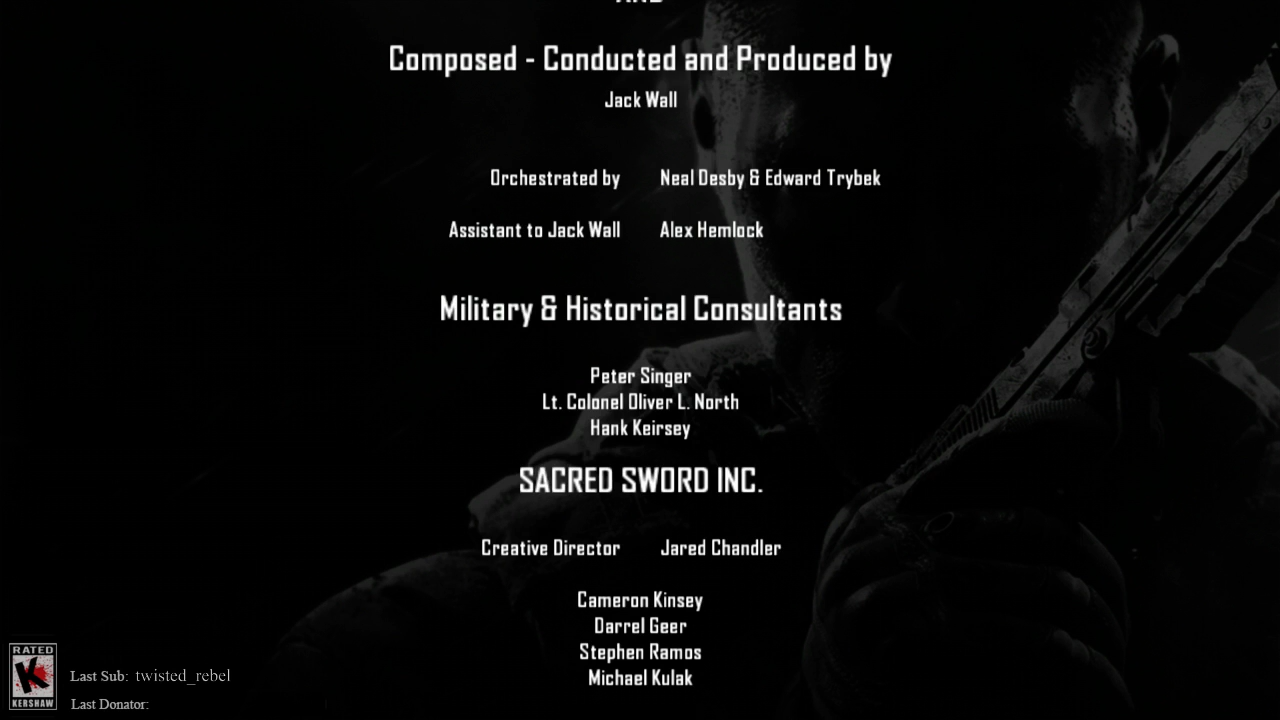 Composed - Conducted and Produced by
Jack Wall
Orchestrated by Neal Desby & Edward Trybek
Assistant to Jack Wall Alex Hemlock
Military & Historical Consultants
Peter Singer
Lt. Colonel Oliver L. North
Hank Keirsey
SACRED SWORD INC.
Creative Director Jared Chandler
Cameron Kinsey
Darrel Geer
Stephen Ramos
Michael Kulak
RATED
K
KERSHAW
Last Sub: twisted_rebel
Last Donator: